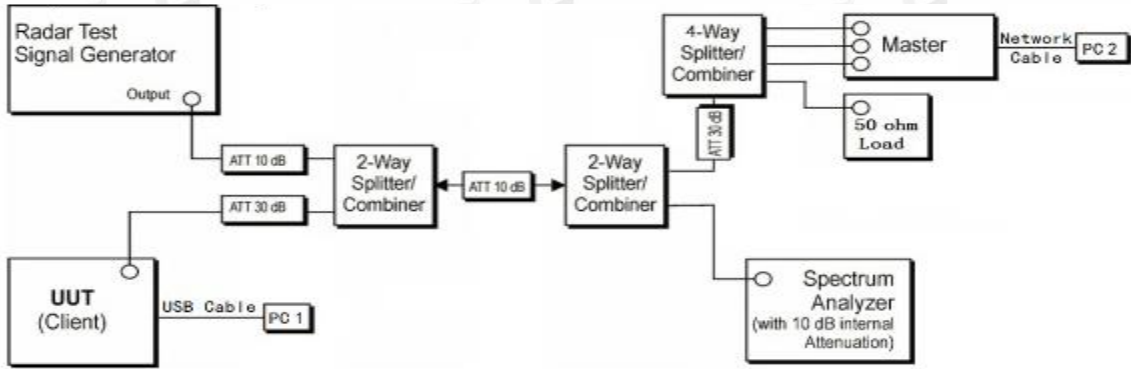 Radar Test
Signal Generator
Output
ATT 10 dB
ATT 30 dB
2-Way
Splitter/
Combiner
ATT 10 dB
2-Way
Splitter/
Combiner
ATT 30 dB
4-Way
Splitter/
Combiner
Master
Network
Cable
PC 2
50 ohm
Load
UUT
(Client)
USB Cable
PC 1
Spectrum
Analyzer
(with 10 dB internal
Attenuation)